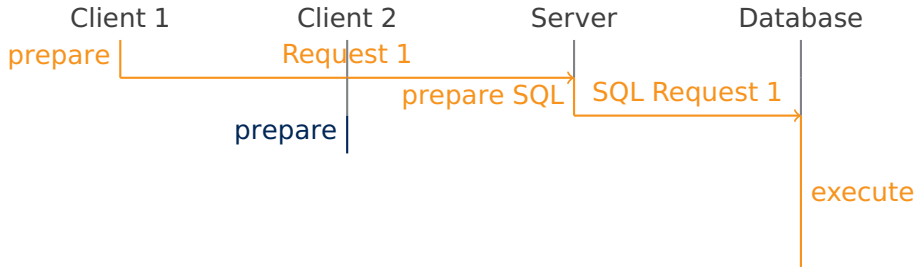 Client 1
Client 2
Server
Database
prepare
Request 1
prepare SQL
SQL Request 1
prepare
execute